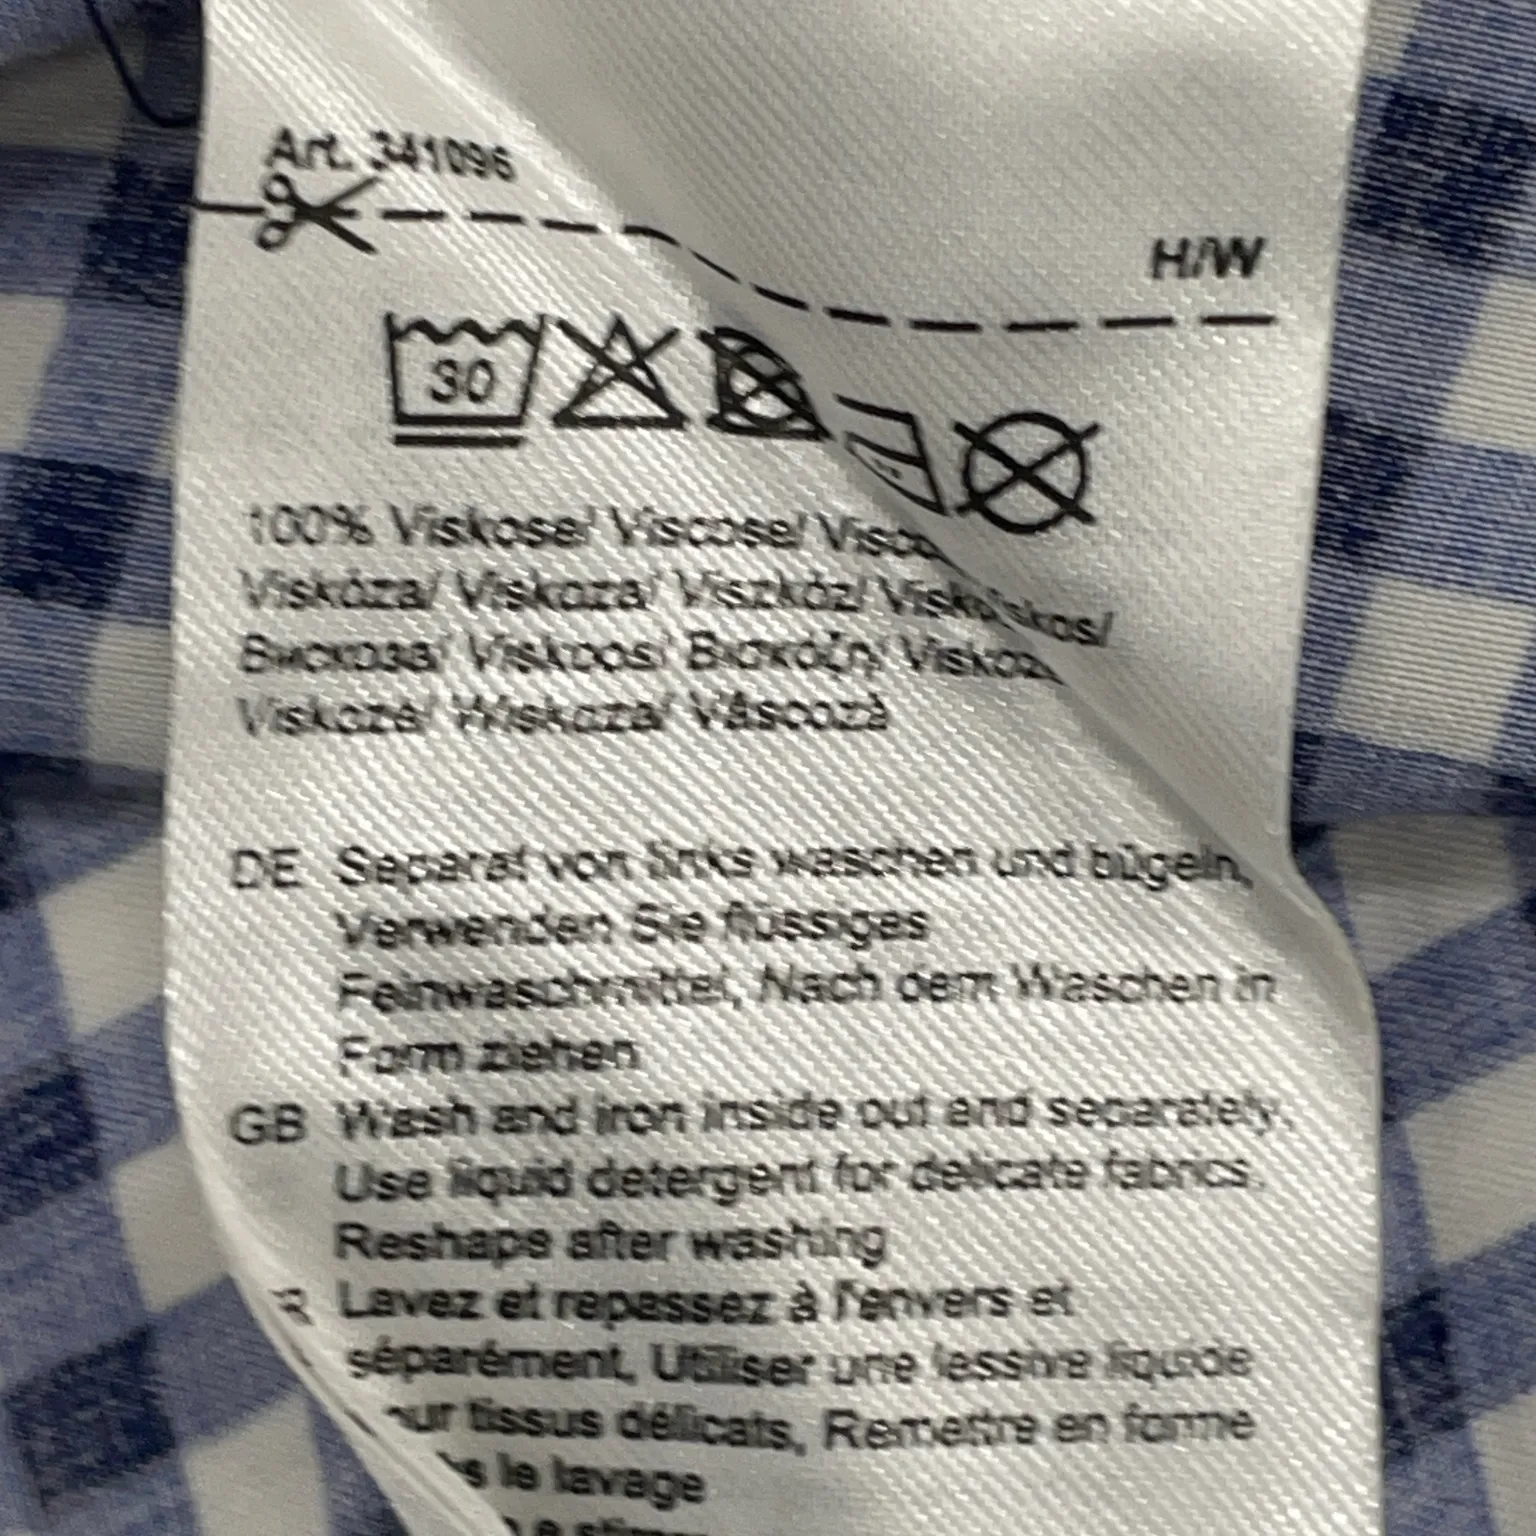 Art. 341096
H/W
30
100% Viskose/ Viscose/
Viskóza/ Viskoza/ Viszkóz/
Вискоза/ Viskoos/ Βισκόζη/
Viskozė/ Wiskoza/ Vâscozà
DE Separat von links waschen und bügeln,
Verwenden Sie flüssiges
Feinwaschmittel, Nach dem Waschen in
Form ziehen
GB Wash and iron inside out and separately,
Use liquid detergent for delicate fabrics,
Reshape after washing
Lavez et repassez à l'envers et
séparément, Utiliser une lessive liquide
tissus délicats, Remettre en forme
le lavage